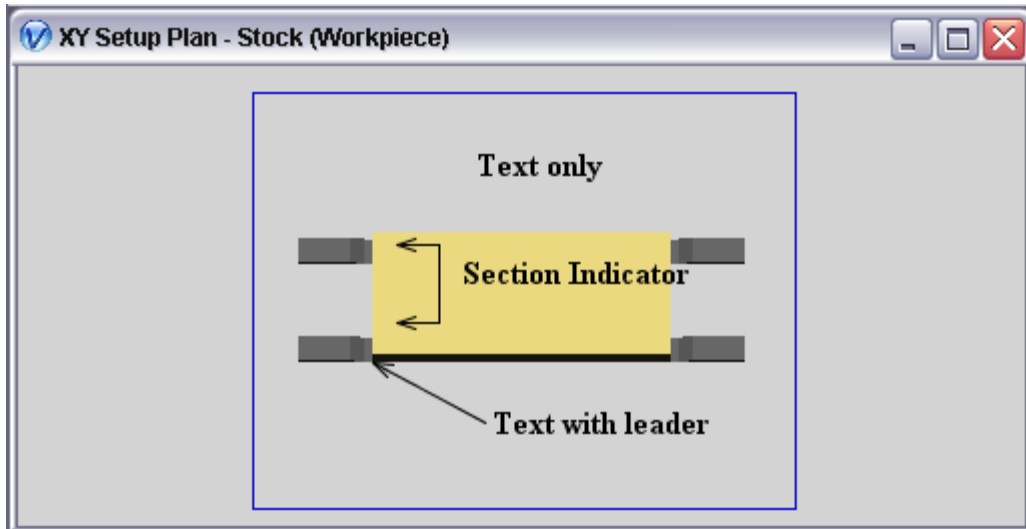 XY Setup Plan - Stock (Workpiece)
Text only
Section Indicator
Text with leader